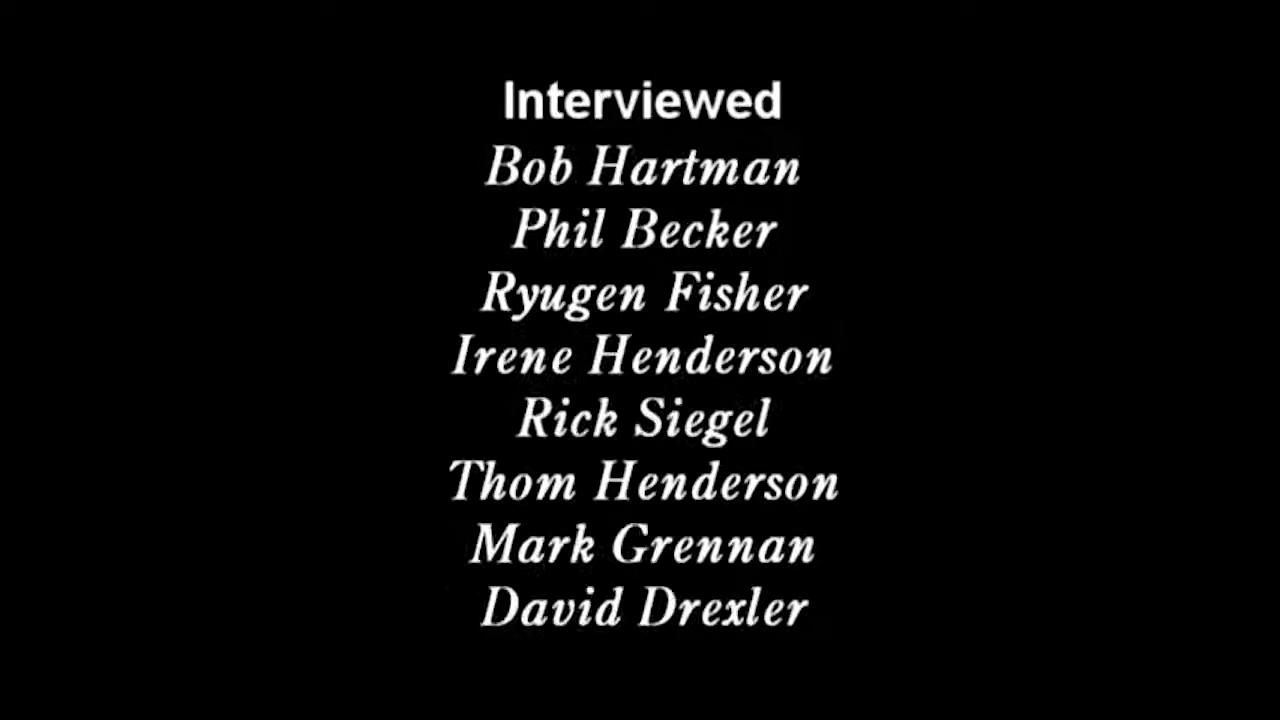 Interviewed
Bob Hartman
Phil Becker
Ryugen Fisher
Irene Henderson
Rick Siegel
Thom Henderson
Mark Grennan
David Drexler